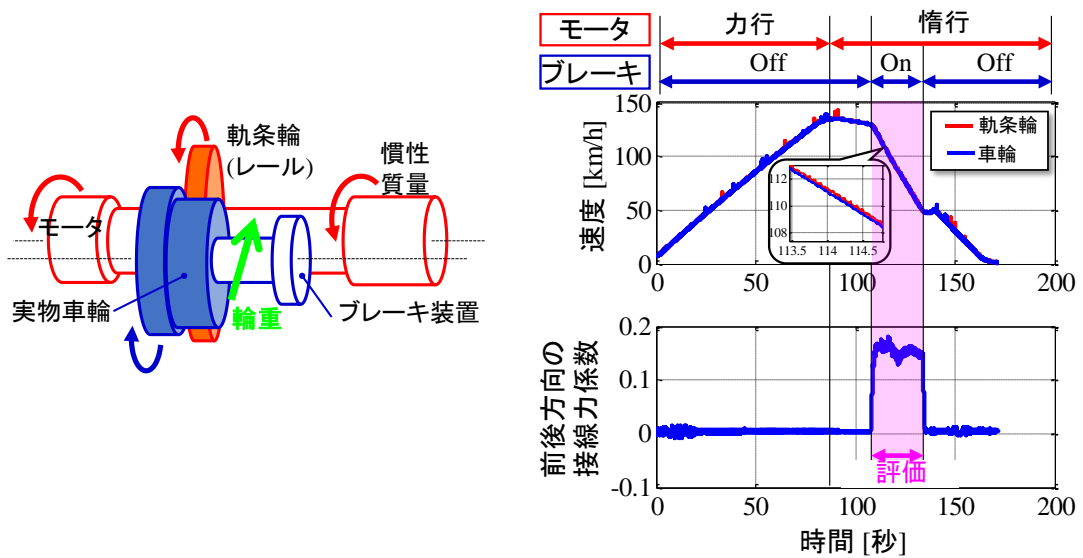 軌条輪
(レール)
慣性
質量
モータ
実物車輪
輪重
ブレーキ装置
モータ
力行
惰行
ブレーキ
Off
On
Off
速度 [km/h]
150
100
50
0
0
50
100
150
200
軌条輪
車輪
112
110
108
113.5
114
114.5
前後方向の
接線力係数
0.2
0.1
0
-0.1
0
50
100
150
200
評価
時間 [秒]